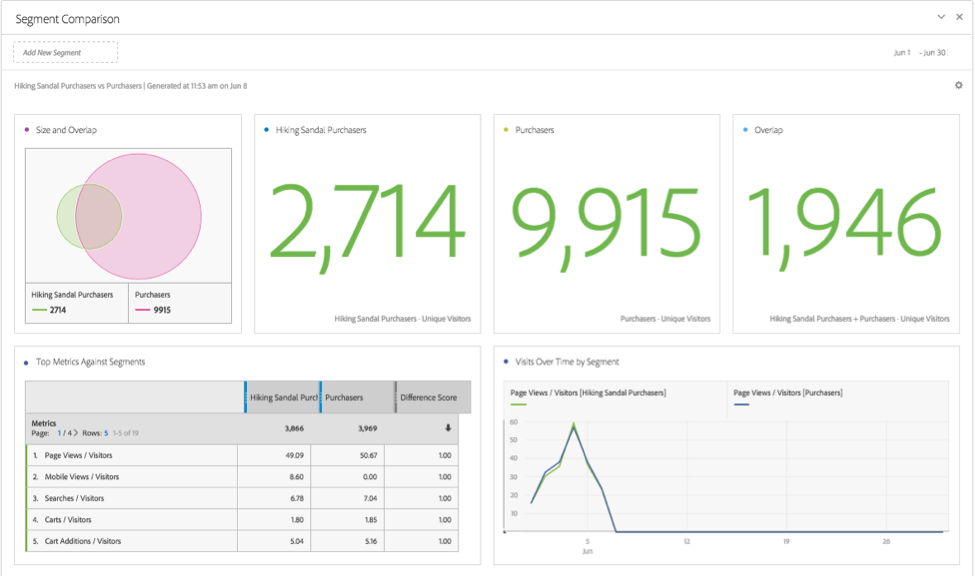 Segment Comparison
Add New Segment
Jun 1 - Jun 30
Hiking Sandal Purchasers vs Purchasers | Generated at 11:53 am on Jun 8
Size and Overlap
Hiking Sandal Purchasers
2714
Purchasers
9915
Hiking Sandal Purchasers
2,714
Hiking Sandal Purchasers - Unique Visitors
Purchasers
9,915
Purchasers - Unique Visitors
Overlap
1,946
Hiking Sandal Purchasers + Purchasers - Unique Visitors
Top Metrics Against Segments
Hiking Sandal Purcl Purchasers Difference Score
Metrics
Page: 1 / 4 > Rows: 5 1-5 of 19 3,866 3,969
1. Page Views / Visitors 49.09 50.67 1.00
2. Mobile Views / Visitors 8.60 0.00 1.00
3. Searches / Visitors 6.78 7.04 1.00
4. Carts / Visitors 1.80 1.85 1.00
5. Cart Additions / Visitors 5.04 5.16 1.00
Visits Over Time by Segment
Page Views / Visitors [Hiking Sandal Purchasers] Page Views / Visitors [Purchasers]
60
50
40
30
20
10
5 12 19 26
Jun